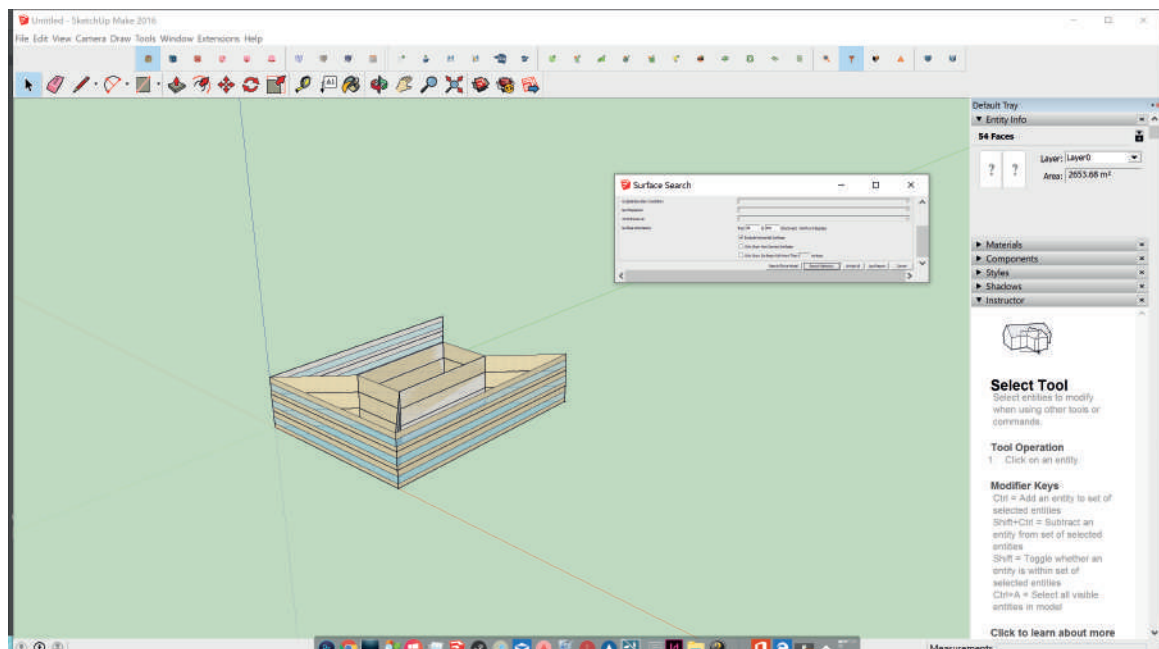 Untitled - SketchUp Make 2016
File Edit View Camera Draw Tools Window Extensions Help
A1
Default Tray
Entity Info
54 Faces
Layer: Layer0
? ?
Area: 2653.68 m²
Surface Search
Materials
Components
Styles
Shadows
Instructor
Select Tool
Select entities to modify
when using other tools or
commands.
Tool Operation
1 Click on an entity
Modifier Keys
Ctrl = Add an entity to set of
selected entities
Shift+Ctrl = Subtract an
entity from set of selected
entities
Shift = Toggle whether an
entity is within set of
selected entities
Ctrl+A = Select all visible
entities in model
Click to learn about more
Measurements